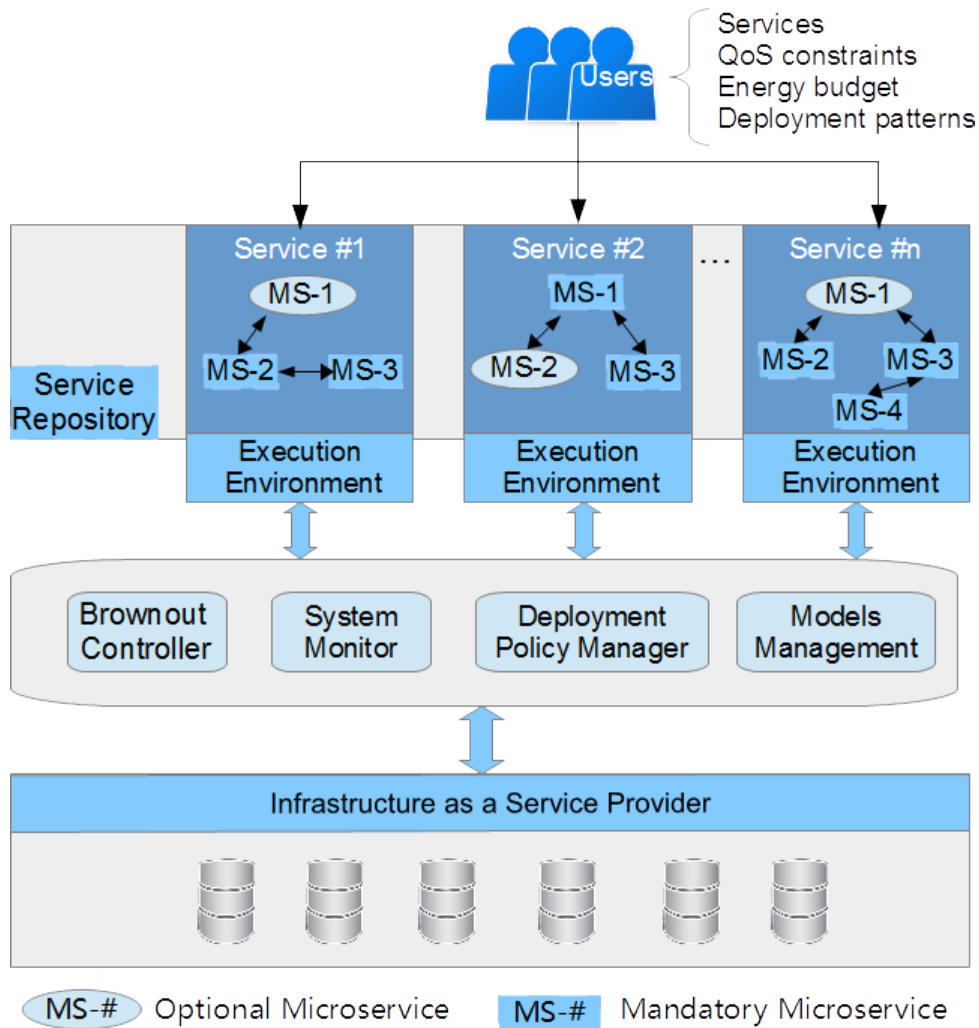 Users
Services
QoS constraints
Energy budget
Deployment patterns
Service #1
MS-1
MS-2
MS-3
Service #2
MS-1
MS-2
MS-3
...
Service #n
MS-1
MS-2
MS-3
MS-4
Service
Repository
Execution
Environment
Execution
Environment
Execution
Environment
Brownout
Controller
System
Monitor
Deployment
Policy Manager
Models
Management
Infrastructure as a Service Provider
MS-# Optional Microservice
MS-# Mandatory Microservice